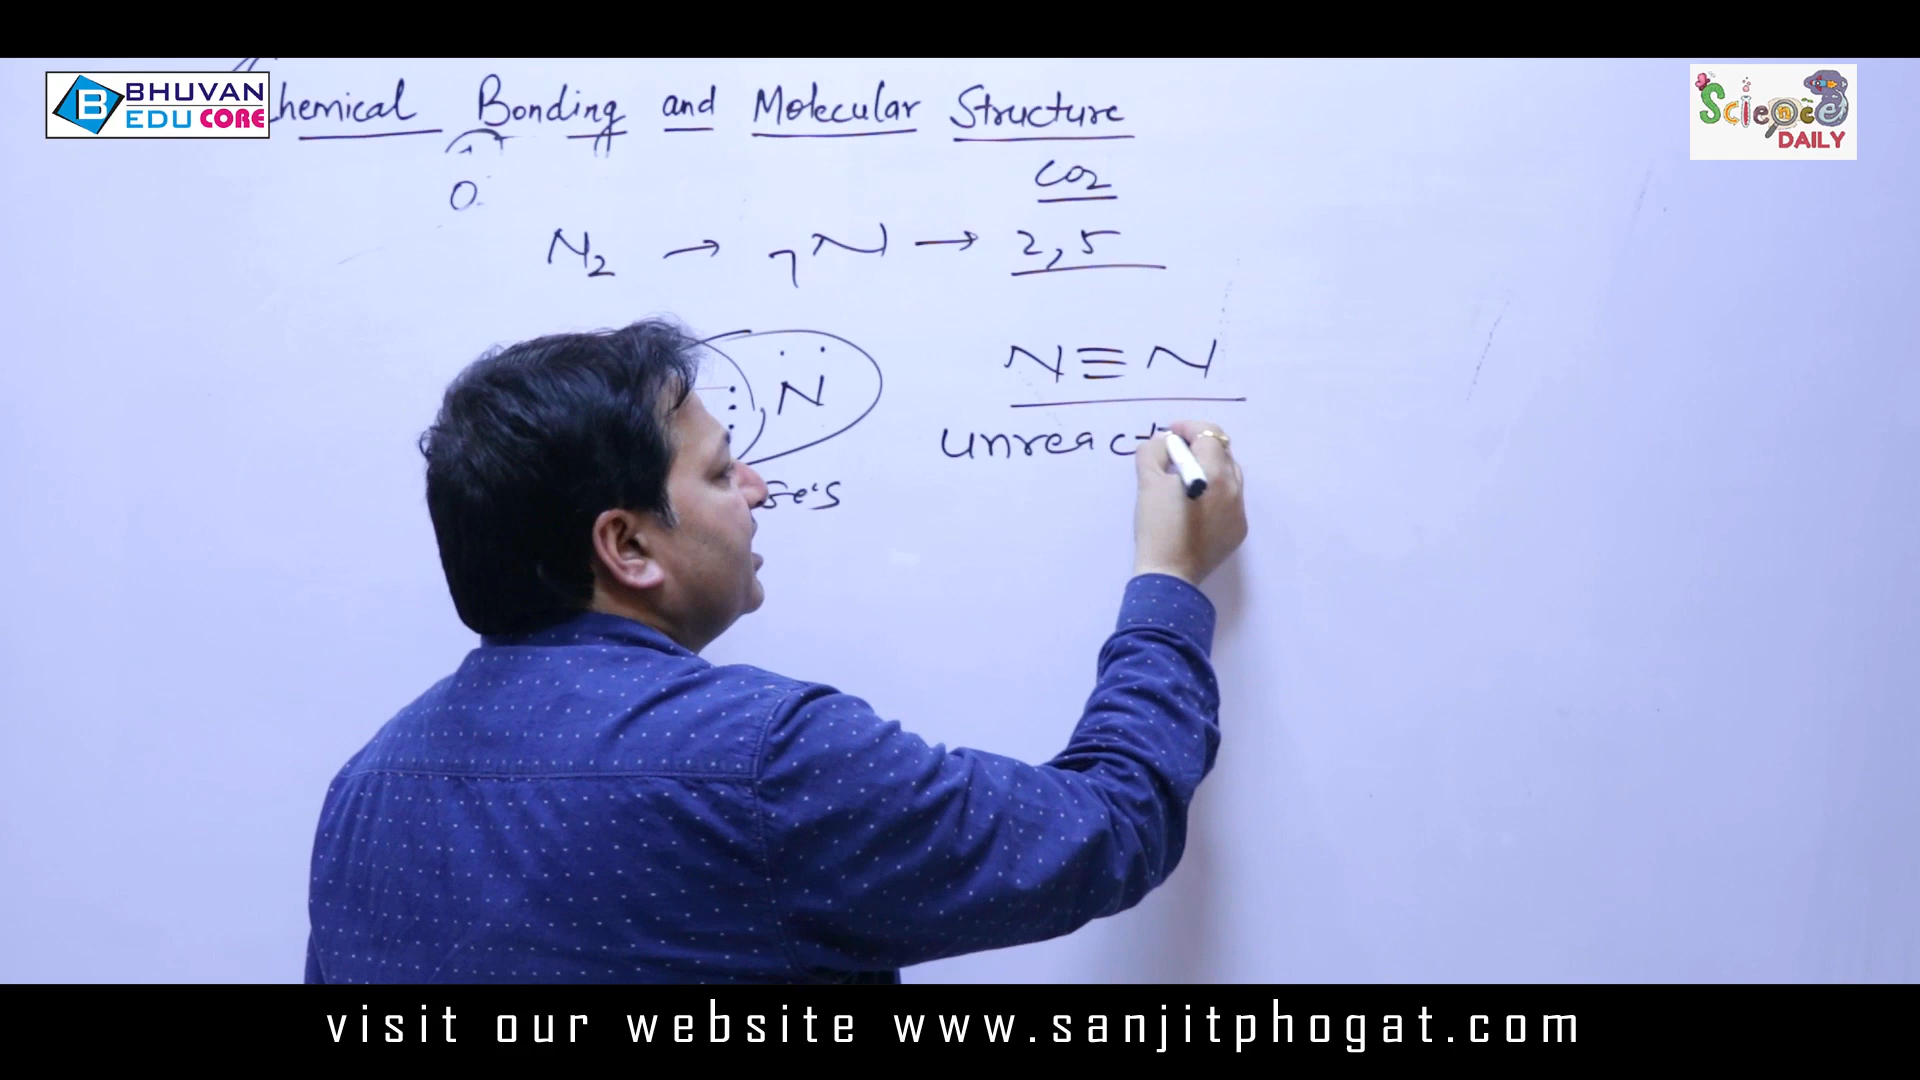 BHUVAN
EDU CORE
Science
DAILY
Chemical Bonding and Molecular Structure
CO2
O
N2 → 7N → 2,5
N
N≡N
unreact
visit our website www.sanjitphogat.com